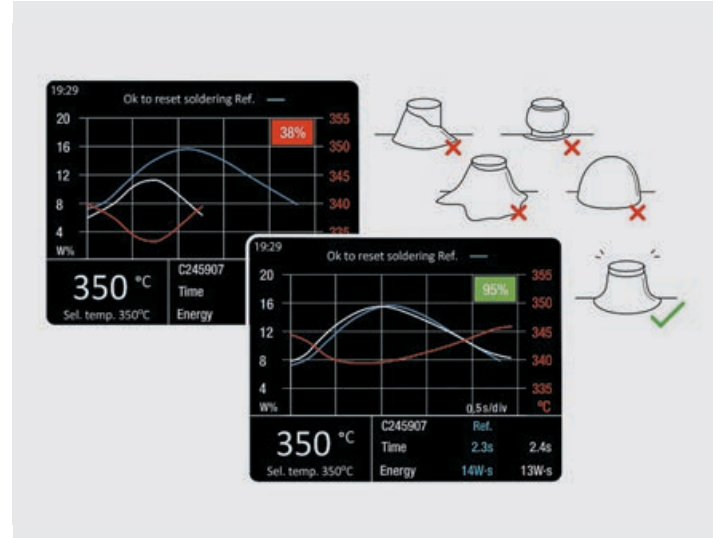 19:29
Ok to reset soldering Ref.
20
16
12
8
4
W%
38%
355
350
345
340
335
350 °C
Sel. temp. 350°C
C245907
Time
Energy
19:29
Ok to reset soldering Ref.
20
16
12
8
4
W%
95%
355
350
345
340
335
°C
0,5s/div
350 °C
Sel. temp. 350°C
C245907 Ref.
Time 2.3s 2.4s
Energy 14W·s 13W·s